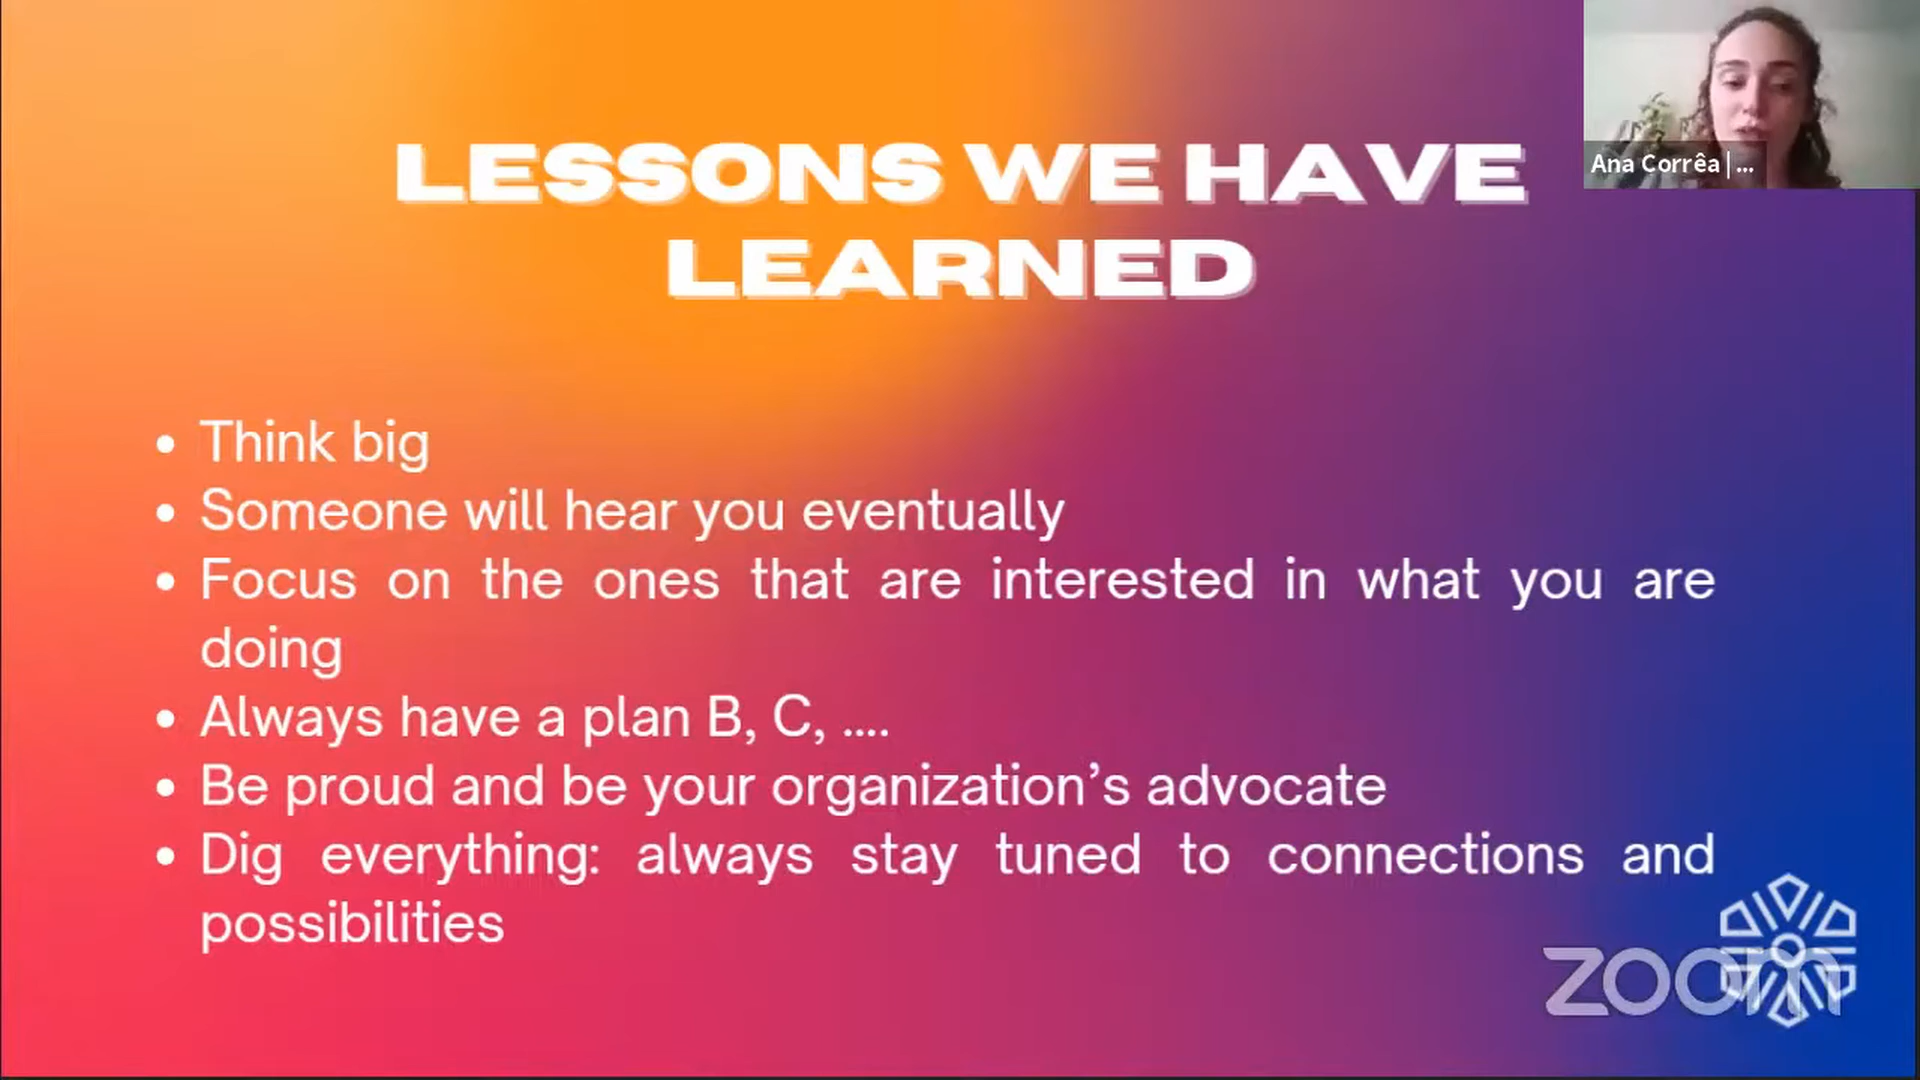 Ana Corrêa | ...
LESSONS WE HAVE
LEARNED
• Think big
• Someone will hear you eventually
• Focus on the ones that are interested in what you are
doing
• Always have a plan B, C, ....
• Be proud and be your organization’s advocate
• Dig everything: always stay tuned to connections and
possibilities
zoom